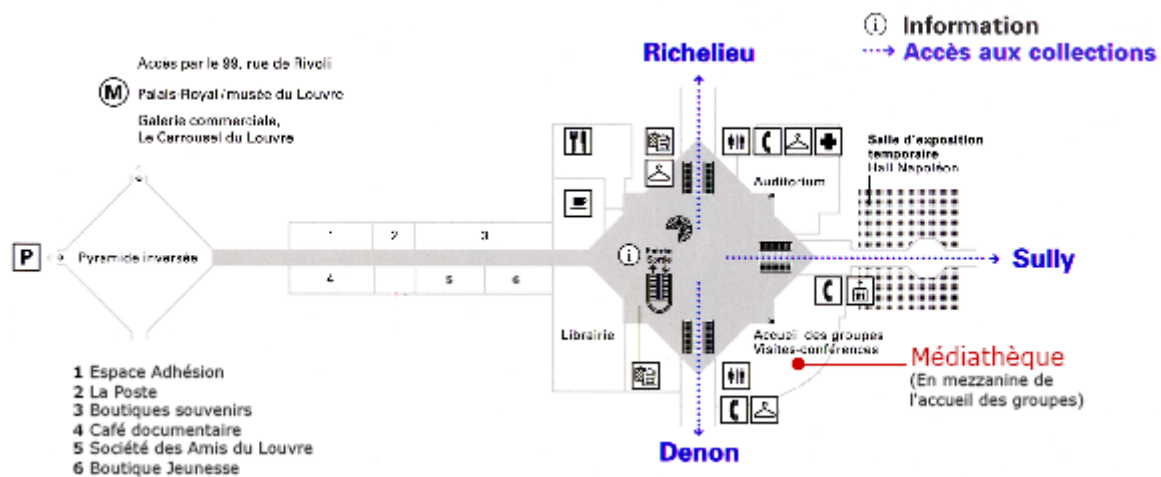 Information
Accès aux collections
Richelieu
Accès par le 99, rue de Rivoli
M
Palais-Royal/musée du Louvre
Galerie commerciale,
Le Carrousel du Louvre
Salle d'exposition
temporaire
Hall Napoléon
Auditorium
1
2
3
P
Pyramide inversée
Sortie
Sully
4
5
6
Librairie
Accueil des groupes
Visites-conférences
Médiathèque
(En mezzanine de
l'accueil des groupes)
1 Espace Adhésion
2 La Poste
3 Boutiques souvenirs
4 Café documentaire
5 Société des Amis du Louvre
6 Boutique Jeunesse
Denon